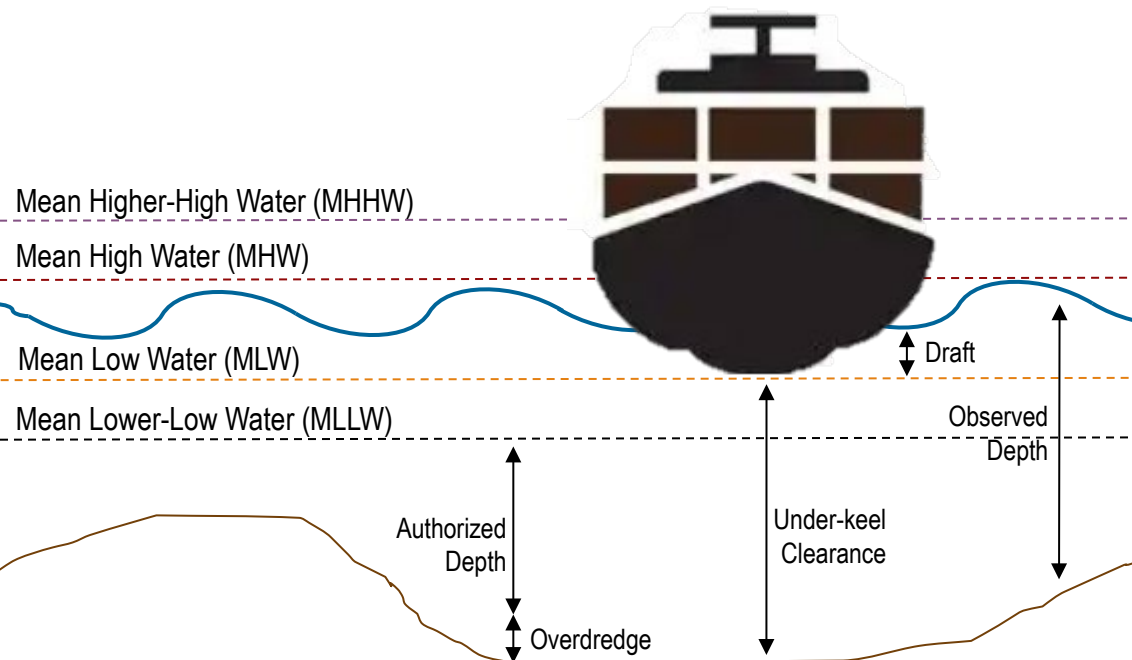 Mean Higher-High Water (MHHW)
Mean High Water (MHW)
Mean Low Water (MLW)
Draft
Mean Lower-Low Water (MLLW)
Observed
Depth
Authorized
Depth
Under-keel
Clearance
Overdredge